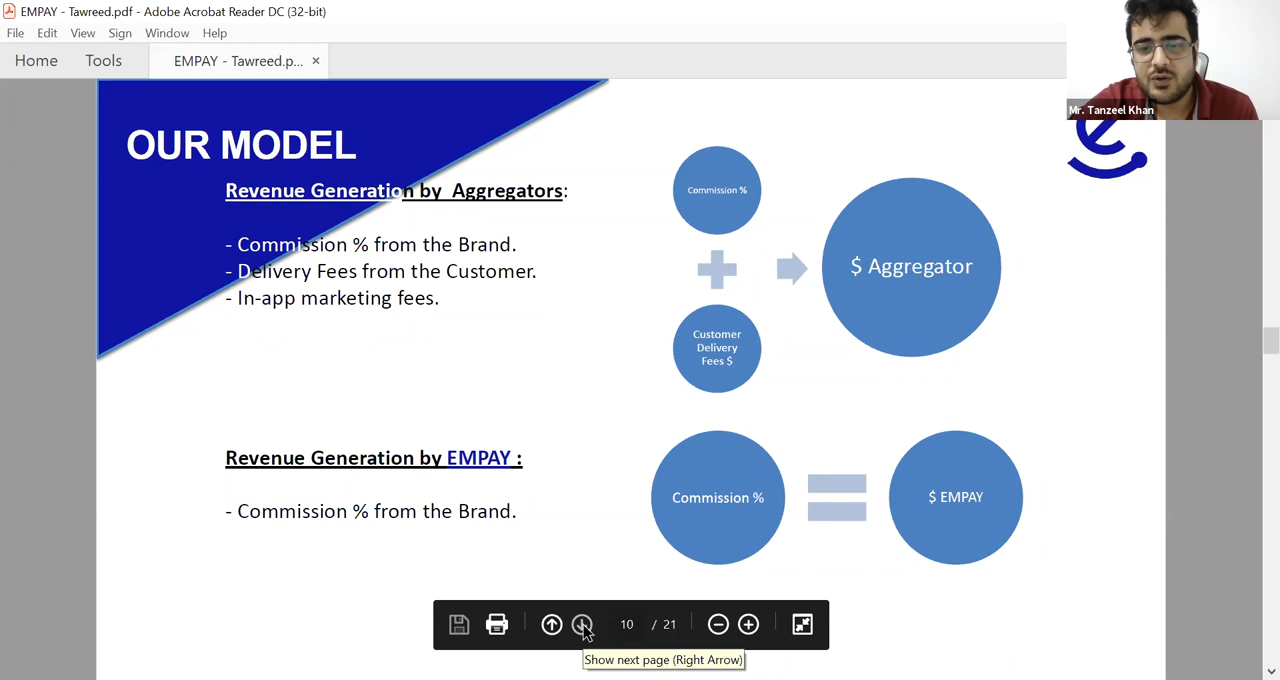 EMPAY - Tawreed.pdf - Adobe Acrobat Reader DC (32-bit)
File Edit View Sign Window Help
Home Tools EMPAY - Tawreed.p... ×
Mr. Tanzeel Khan
OUR MODEL
Revenue Generation by Aggregators:
- Commission % from the Brand.
- Delivery Fees from the Customer.
- In-app marketing fees.
Commission %
Customer
Delivery
Fees $
$ Aggregator
Revenue Generation by EMPAY :
- Commission % from the Brand.
Commission %
$ EMPAY
10 / 21
Show next page (Right Arrow)